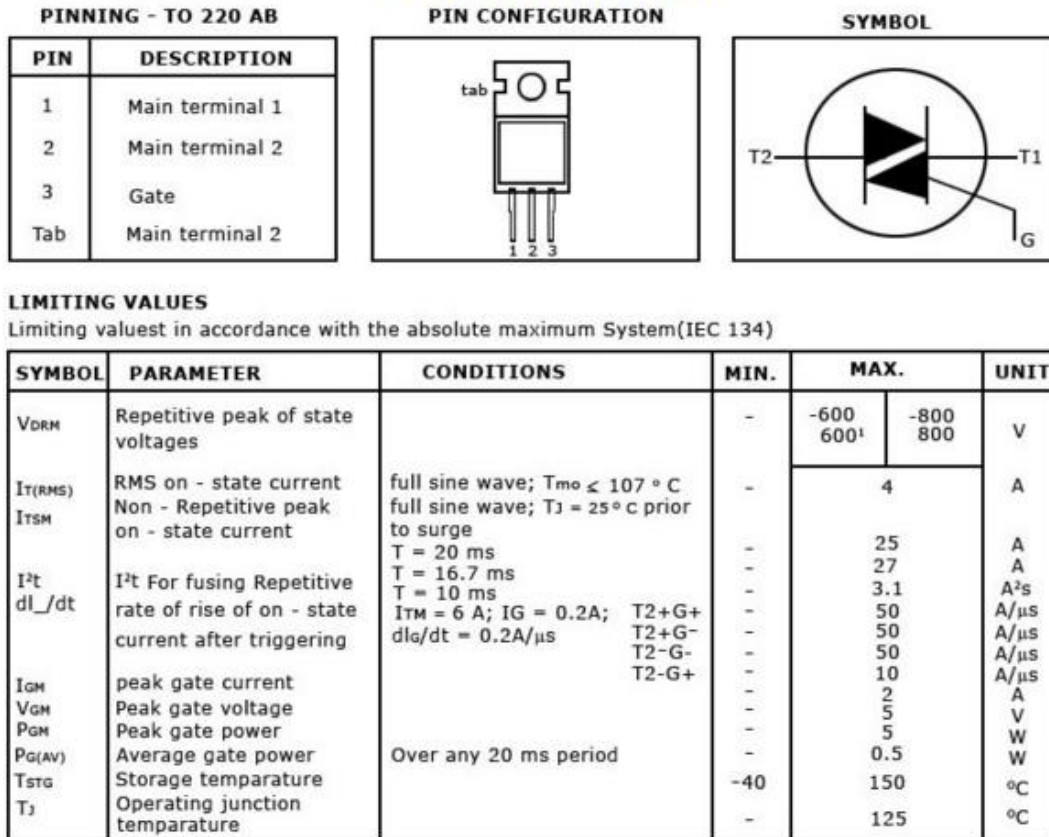 PINNING - TO 220 AB
PIN DESCRIPTION
1 Main terminal 1
2 Main terminal 2
3 Gate
Tab Main terminal 2
PIN CONFIGURATION
tab
1 2 3
SYMBOL
T2 T1
G
LIMITING VALUES
Limiting valuest in accordance with the absolute maximum System(IEC 134)
SYMBOL PARAMETER CONDITIONS MIN. MAX. UNIT
VDRM Repetitive peak of state - -600 -800 V
voltages 600¹ 800
IT(RMS) RMS on - state current full sine wave; Tmo ≤ 107 ° C - 4 A
ITSM Non - Repetitive peak full sine wave; TJ = 25° C prior
on - state current to surge
T = 20 ms - 25 A
T = 16.7 ms - 27 A
I²t I²t For fusing Repetitive T = 10 ms - 3.1 A²s
dI_/dt rate of rise of on - state ITM = 6 A; IG = 0.2A; T2+G+ - 50 A/µs
current after triggering dIG/dt = 0.2A/µs T2+G- - 50 A/µs
T2-G- - 50 A/µs
T2-G+ - 10 A/µs
IGM peak gate current - 2 A
VGM Peak gate voltage - 5 V
PGM Peak gate power - 5 W
PG(AV) Average gate power Over any 20 ms period - 0.5 W
TSTG Storage temparature -40 150 ºC
TJ Operating junction - 125 ºC
temparature